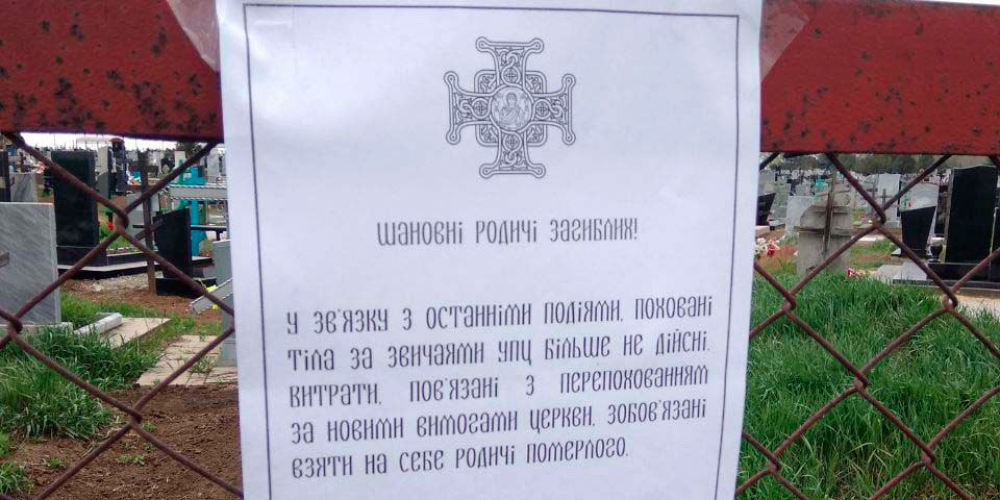 ШАНОВНІ РОДИЧІ ЗАГИБЛИХ!
У ЗВ'ЯЗКУ З ОСТАННІМИ ПОДІЯМИ, ПОХОВАНІ
ТІЛА ЗА ЗВИЧАЯМИ УПЦ БІЛЬШЕ НЕ ДІЙСНІ.
ВИТРАТИ, ПОВ'ЯЗАНІ З ПЕРЕПОХОВАННЯМ
ЗА НОВИМИ ВИМОГАМИ ЦЕРКВИ, ЗОБОВ'ЯЗАНІ
ВЗЯТИ НА СЕБЕ РОДИЧІ ПОМЕРЛОГО.